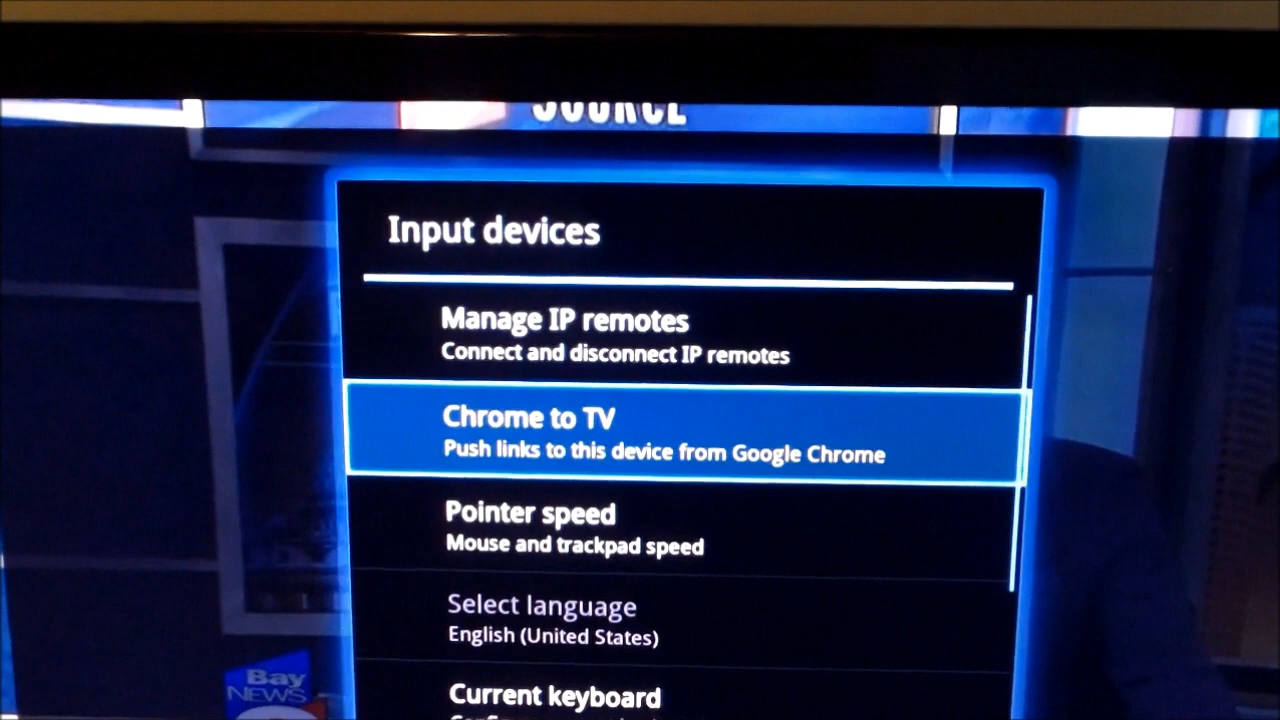 SOURCE
Input devices
Manage IP remotes
Connect and disconnect IP remotes
Chrome to TV
Push links to this device from Google Chrome
Pointer speed
Mouse and trackpad speed
Select language
English (United States)
Current keyboard
Bay
NEWS